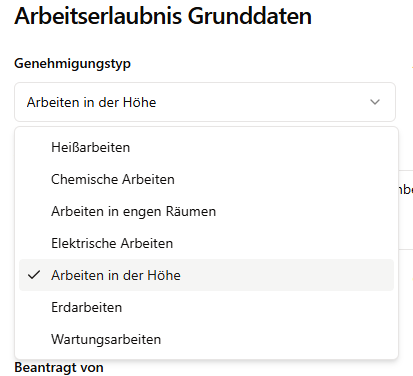 Arbeitserlaubnis Grunddaten
Genehmigungstyp
Arbeiten in der Höhe
Heißarbeiten
Chemische Arbeiten
Arbeiten in engen Räumen
Elektrische Arbeiten
Arbeiten in der Höhe
Erdarbeiten
Wartungsarbeiten
Beantragt von